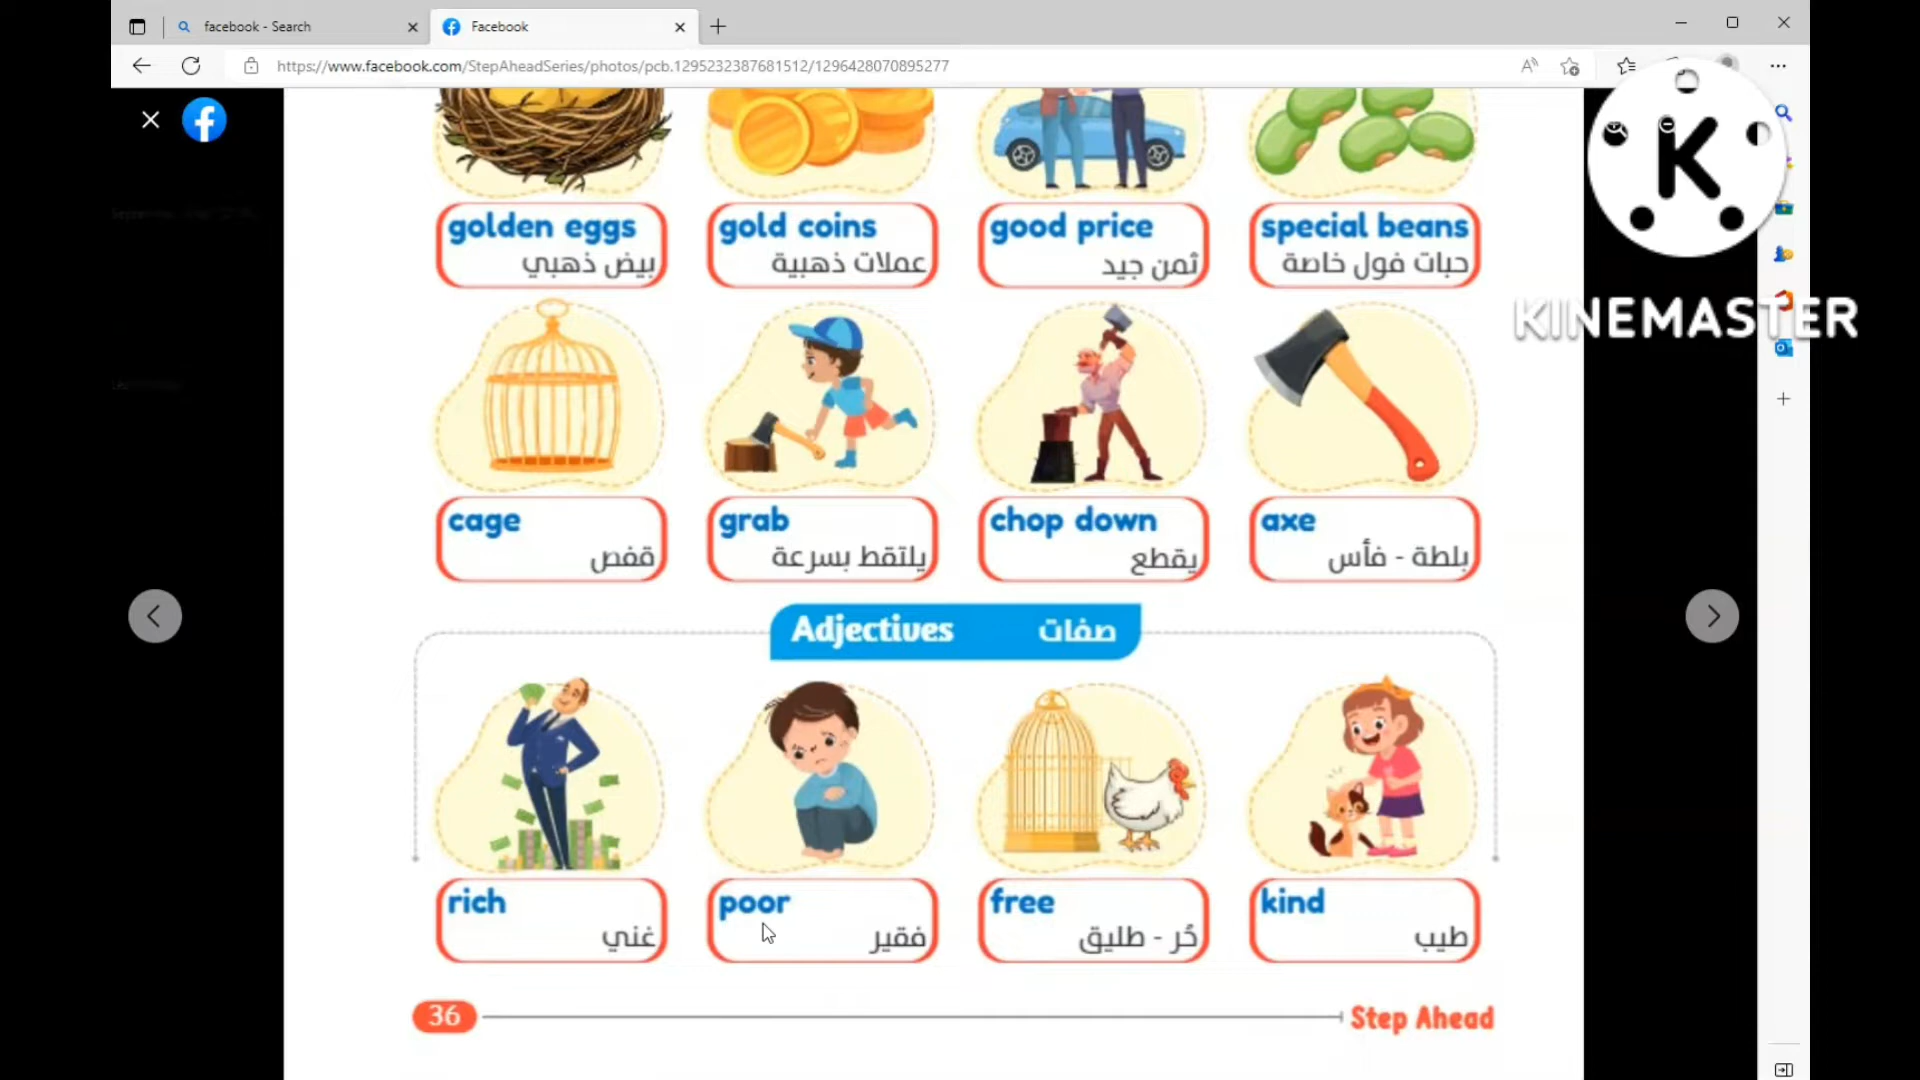 facebook - Search
Facebook
https://www.facebook.com/StepAheadSeries/photos/pcb.1295232387681512/1296428070895277
K
KINEMASTER
golden eggs
بيض ذهبي
gold coins
عملات ذهبية
good price
ثمن جيد
special beans
حبات فول خاصة
cage
قفص
grab
يلتقط بسرعة
chop down
يقطع
axe
بلطة - فأس
Adjectives صفات
rich
غني
poor
فقير
free
حُر - طليق
kind
طيب
36
Step Ahead